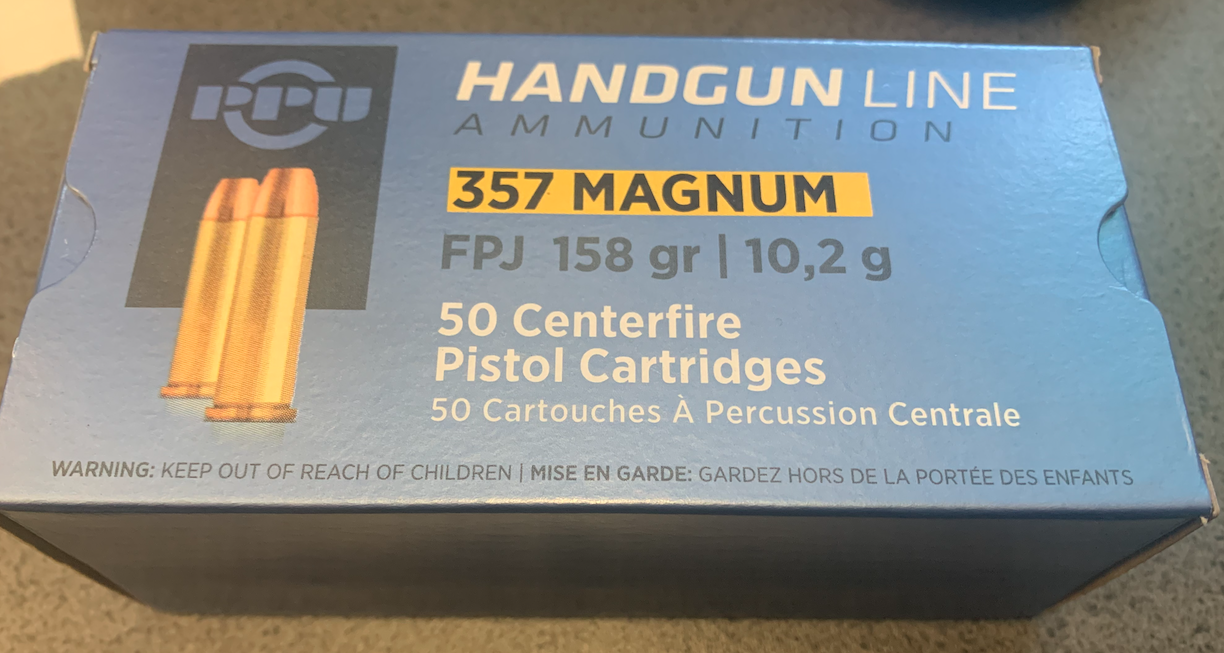 PPU
HANDGUN LINE
AMMUNITION
357 MAGNUM
FPJ 158 gr | 10,2 g
50 Centerfire
Pistol Cartridges
50 Cartouches À Percussion Centrale
WARNING: KEEP OUT OF REACH OF CHILDREN | MISE EN GARDE: GARDEZ HORS DE LA PORTÉE DES ENFANTS